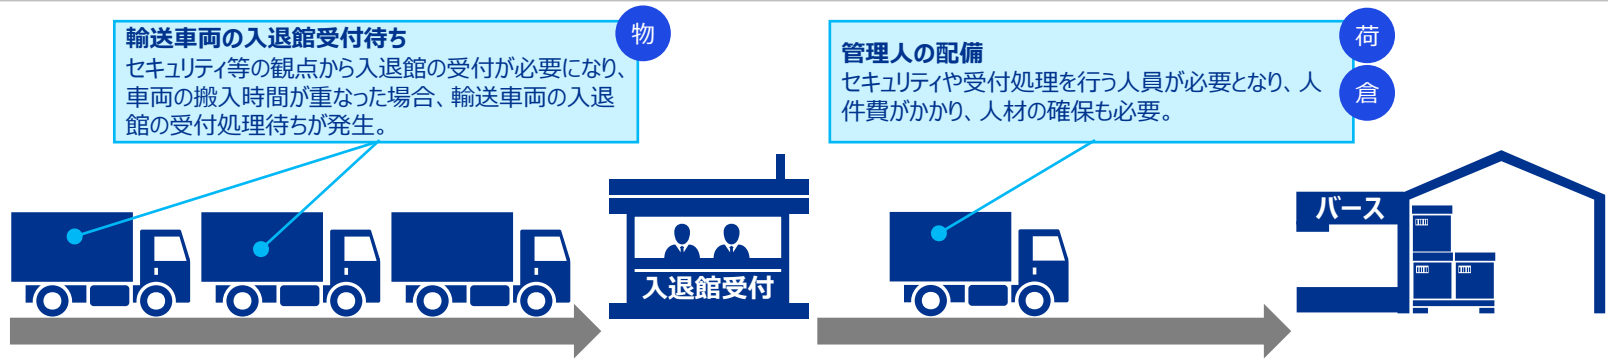 輸送車両の入退館受付待ち
物
セキュリティ等の観点から入退館の受付が必要になり、
車両の搬入時間が重なった場合、輸送車両の入退
館の受付処理待ちが発生。
管理人の配備
荷
セキュリティや受付処理を行う人員が必要となり、人
件費がかかり、人材の確保も必要。
倉
入退館受付
バース